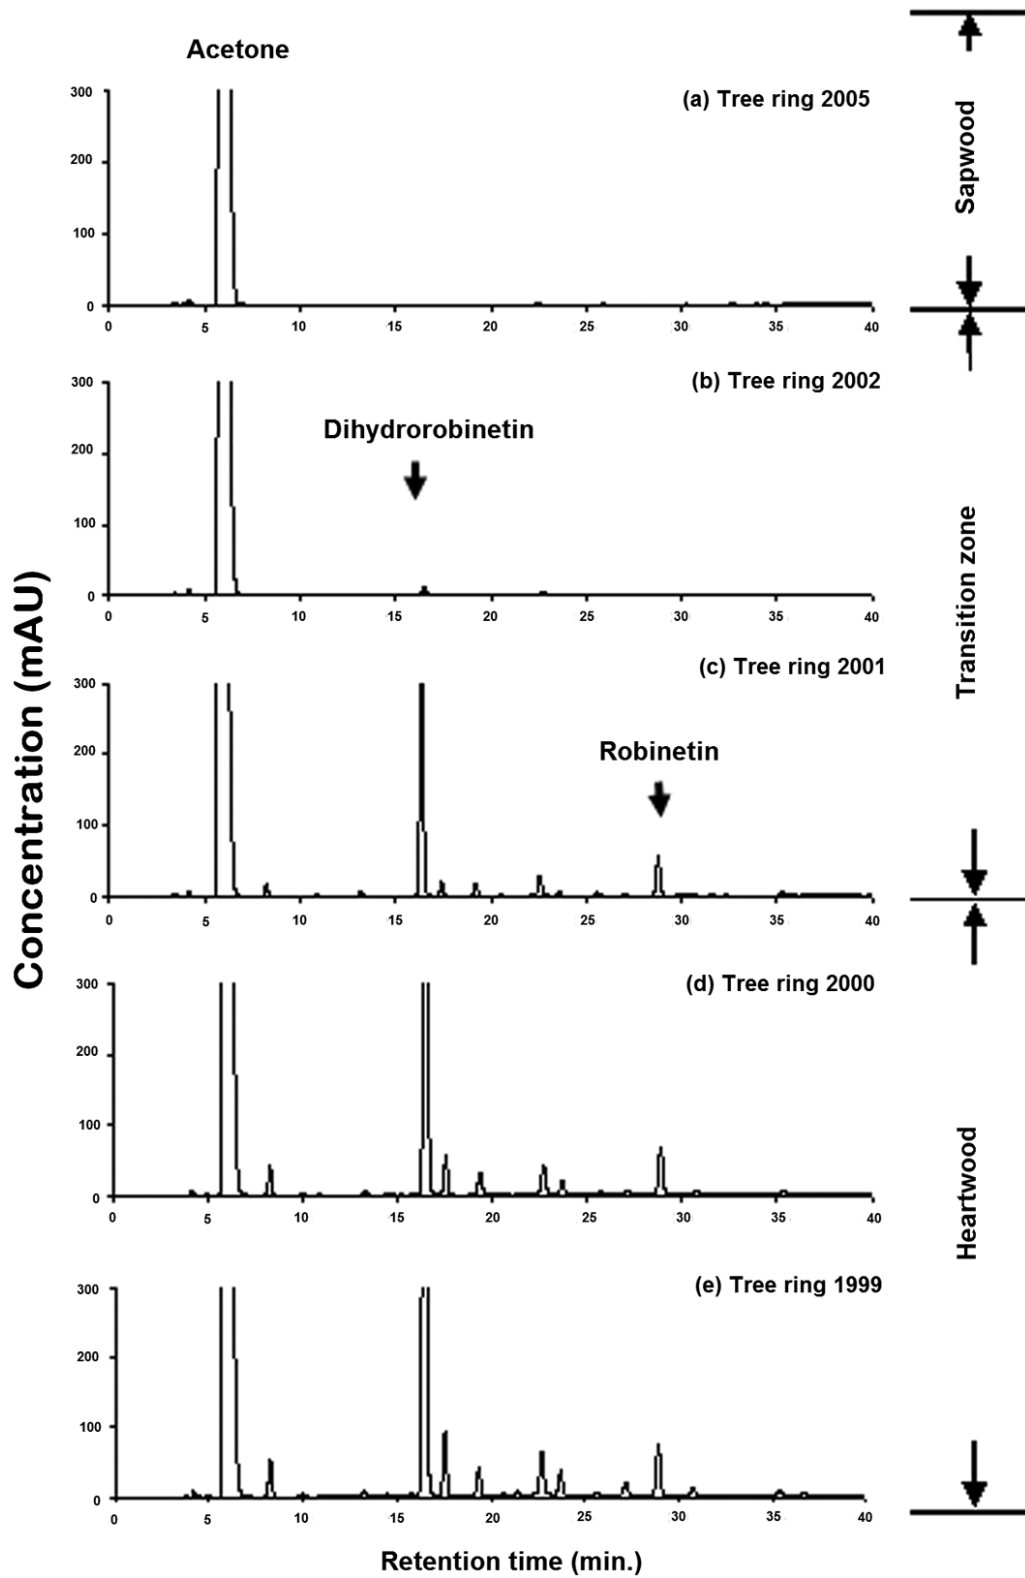 Acetone
(a) Tree ring 2005
300
200
100
0
0 5 10 15 20 25 30 35 40
Sapwood
(b) Tree ring 2002
Dihydrorobinetin
300
200
100
0
0 5 10 15 20 25 30 35 40
(c) Tree ring 2001
Robinetin
300
200
100
0
0 5 10 15 20 25 30 35 40
Transition zone
Concentration (mAU)
(d) Tree ring 2000
300
200
100
0
0 5 10 15 20 25 30 35 40
(e) Tree ring 1999
300
200
100
0
0 5 10 15 20 25 30 35 40
Heartwood
Retention time (min.)